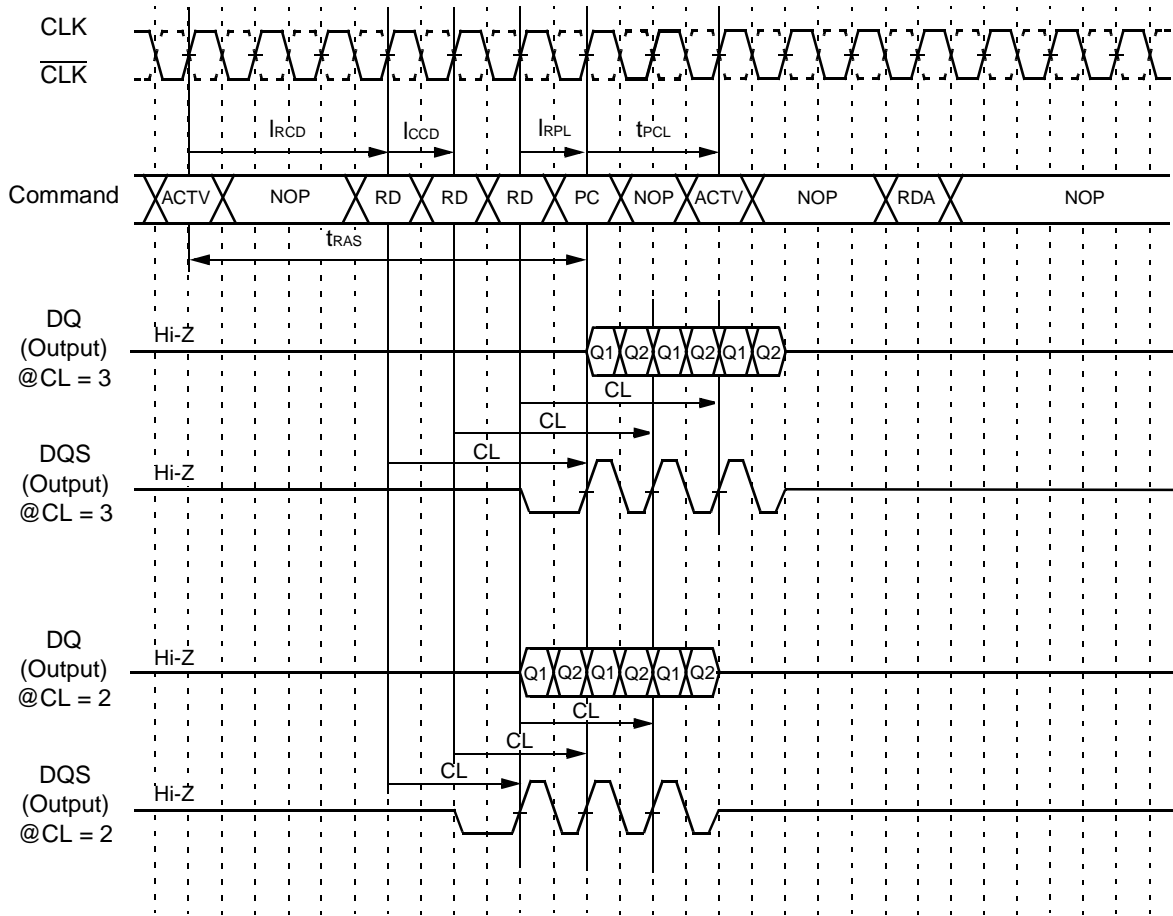 CLK
CLK
lRCD lCCD lRPL tPCL
Command ACTV NOP RD RD RD PC NOP ACTV NOP RDA NOP
tRAS
DQ
(Output)
@CL = 3
Hi-Z
Q1 Q2 Q1 Q2 Q1 Q2
CL
CL
CL
DQS
(Output)
@CL = 3
Hi-Z
DQ
(Output)
@CL = 2
Hi-Z
Q1 Q2 Q1 Q2 Q1 Q2
CL
CL
CL
DQS
(Output)
@CL = 2
Hi-Z